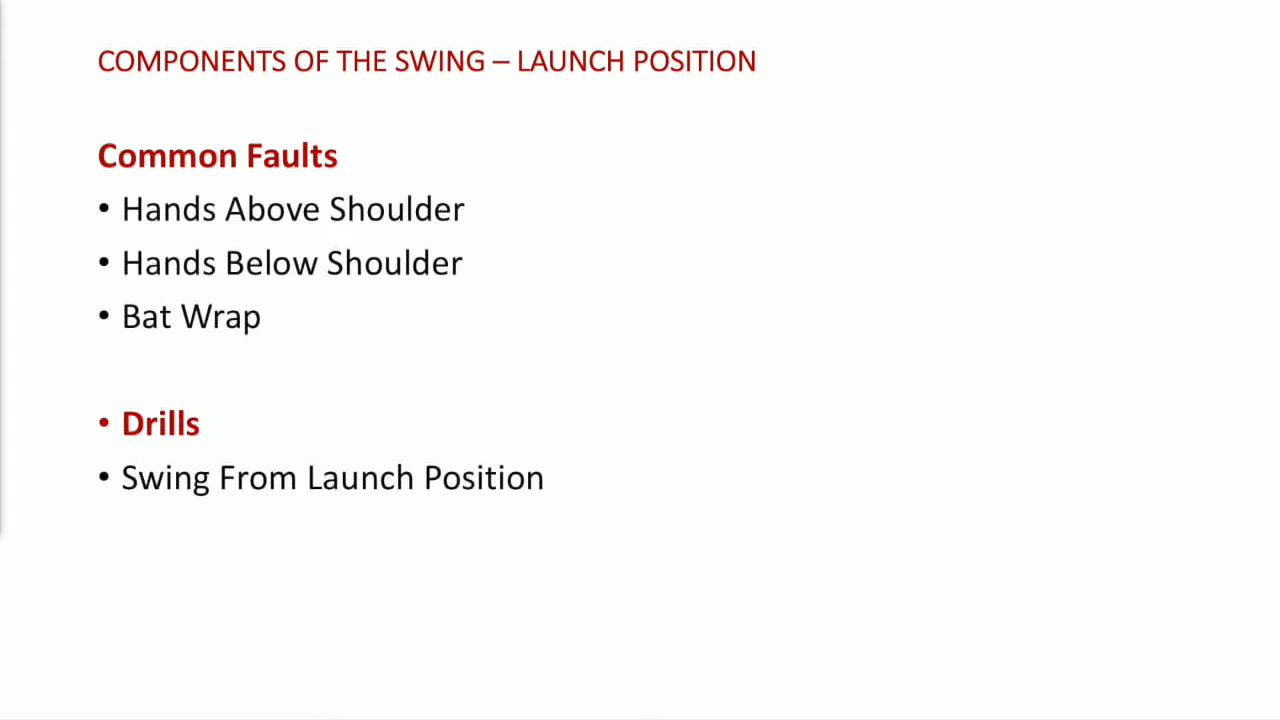 COMPONENTS OF THE SWING – LAUNCH POSITION
Common Faults
• Hands Above Shoulder
• Hands Below Shoulder
• Bat Wrap
• Drills
• Swing From Launch Position